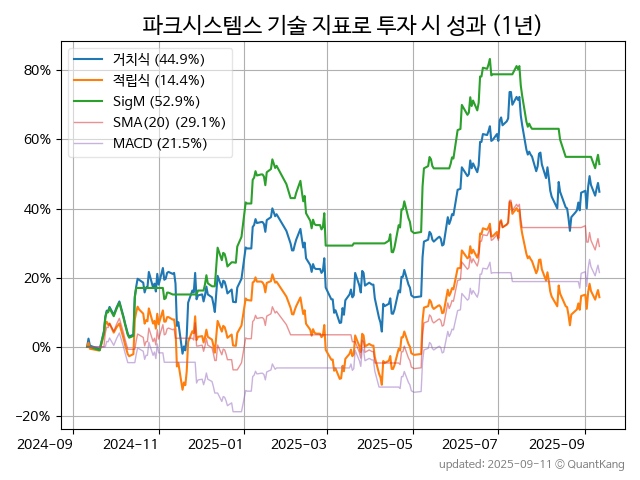 파크시스템스 기술 지표로 투자 시 성과 (1년)
거치식 (44.9%)
적립식 (14.4%)
SigM (52.9%)
SMA(20) (29.1%)
MACD (21.5%)
80%
60%
40%
20%
0%
−20%
2024−09
2024−11
2025−01
2025−03
2025−05
2025−07
2025−09
updated: 2025-09-11 © QuantKang